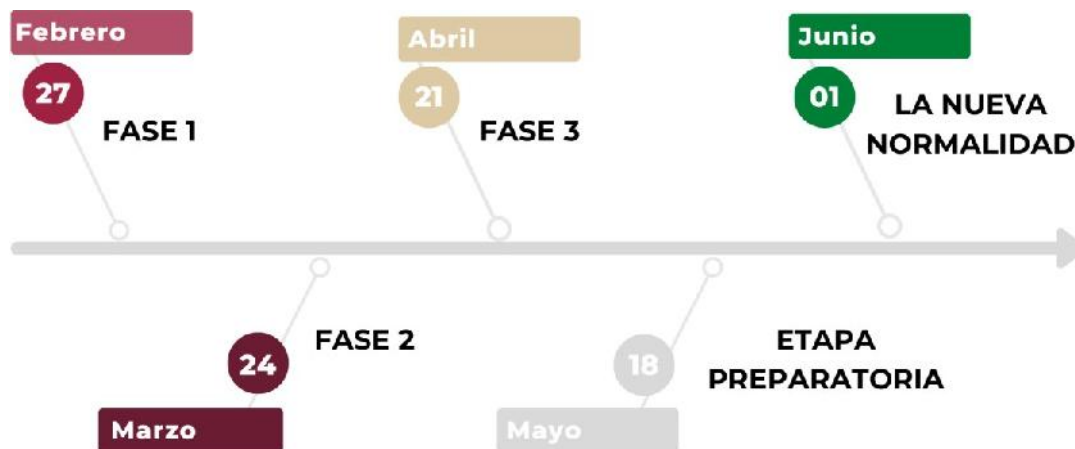 Febrero
27
FASE 1
Marzo
24
FASE 2
Abril
21
FASE 3
Mayo
18
ETAPA
PREPARATORIA
Junio
01
LA NUEVA
NORMALIDAD